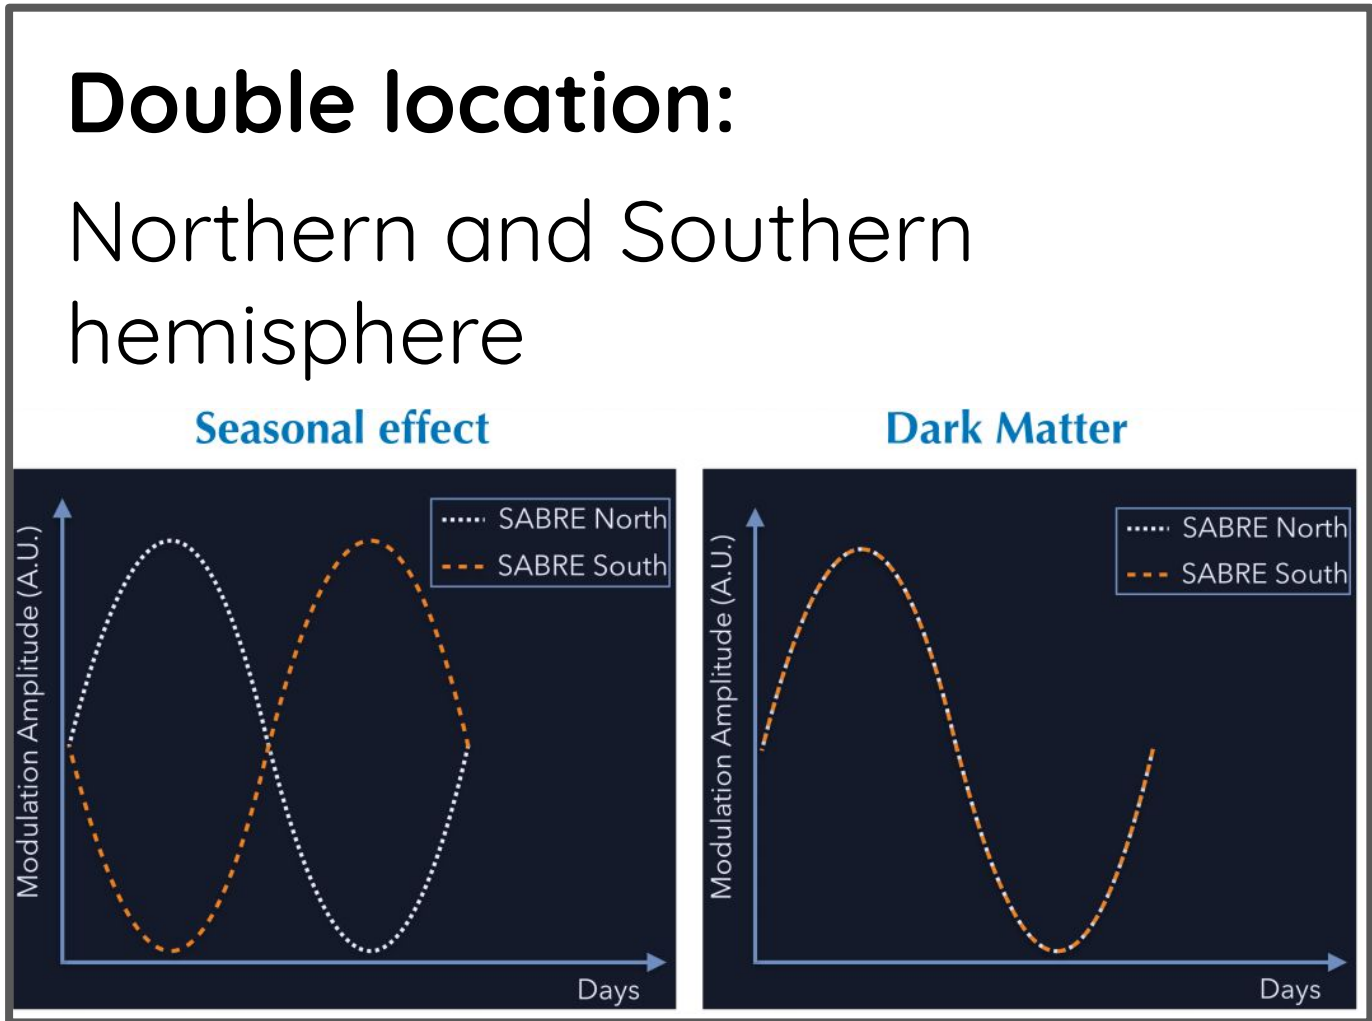 Double location:
Northern and Southern
hemisphere
Seasonal effect
Modulation Amplitude (A.U.)
SABRE North
SABRE South
Days
Dark Matter
Modulation Amplitude (A.U.)
SABRE North
SABRE South
Days